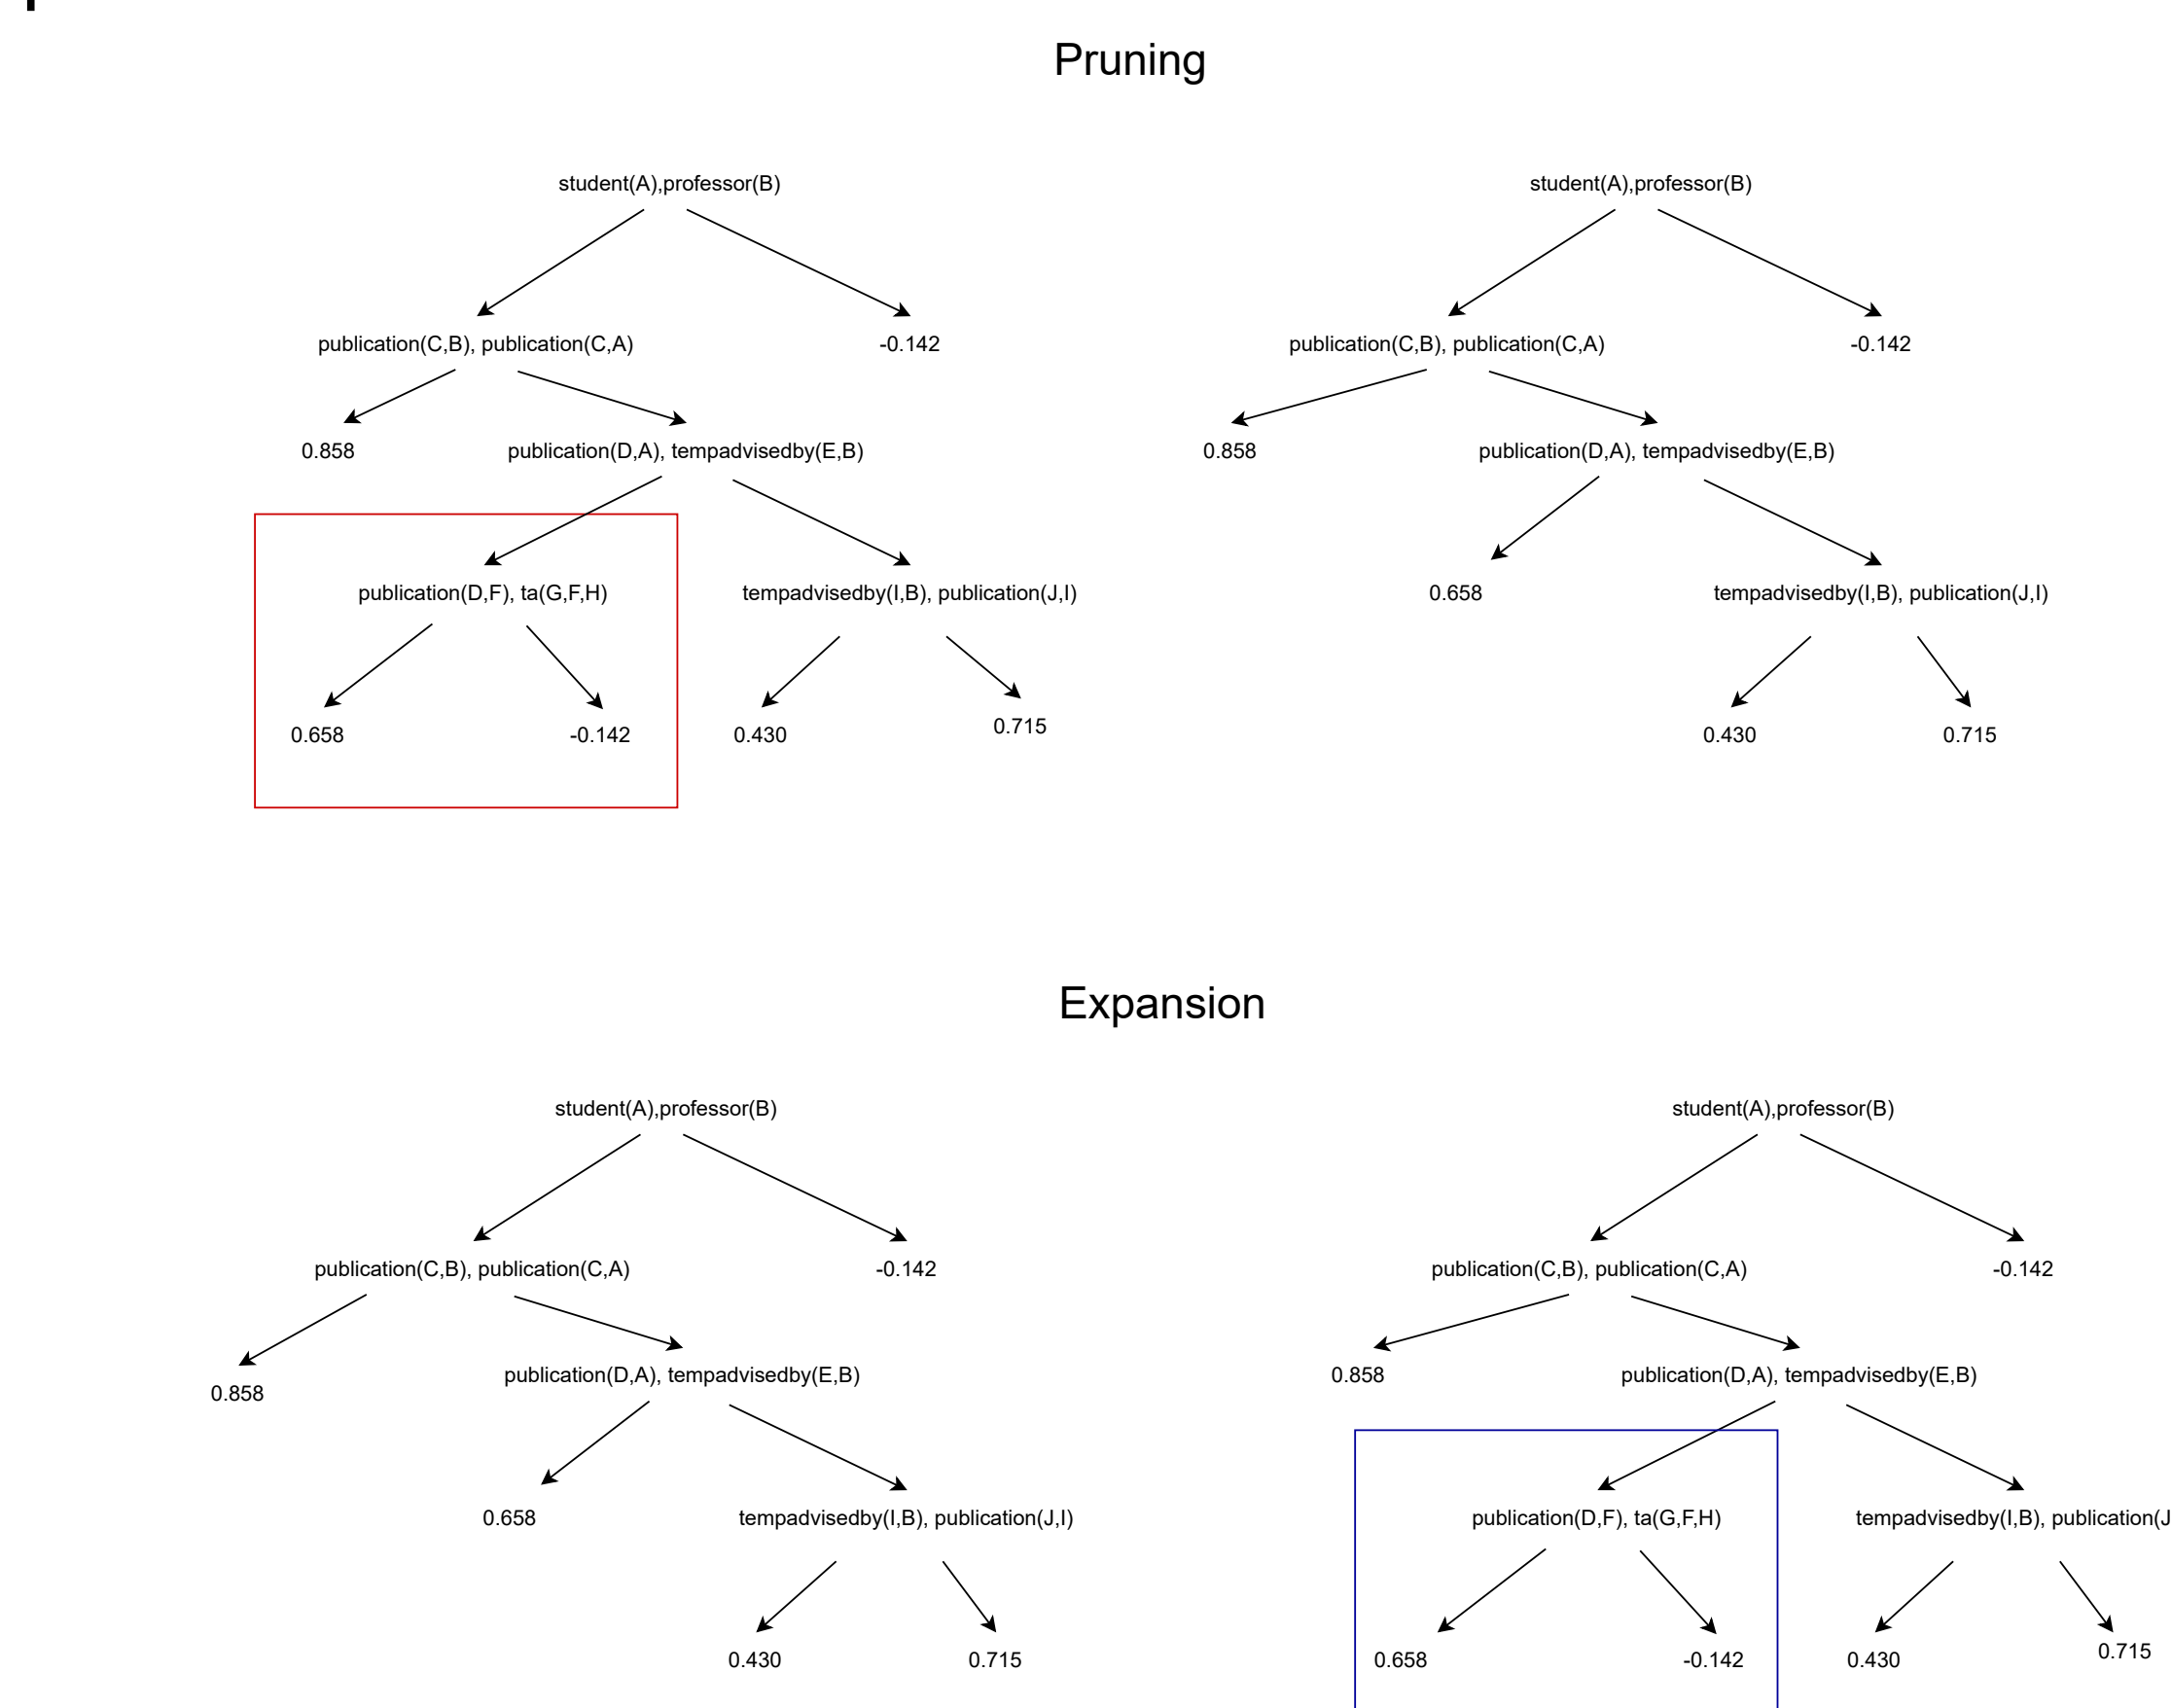 Pruning
student(A),professor(B)
student(A),professor(B)
publication(C,B), publication(C,A)
-0.142
publication(C,B), publication(C,A)
-0.142
0.858
publication(D,A), tempadvisedby(E,B)
0.858
publication(D,A), tempadvisedby(E,B)
publication(D,F), ta(G,F,H)
tempadvisedby(I,B), publication(J,I)
0.658
tempadvisedby(I,B), publication(J,I)
0.658
-0.142
0.430
0.715
0.430
0.715
Expansion
student(A),professor(B)
student(A),professor(B)
publication(C,B), publication(C,A)
-0.142
publication(C,B), publication(C,A)
-0.142
0.858
publication(D,A), tempadvisedby(E,B)
0.858
publication(D,A), tempadvisedby(E,B)
0.658
tempadvisedby(I,B), publication(J,I)
publication(D,F), ta(G,F,H)
tempadvisedby(I,B), publication(J
0.430
0.715
0.658
-0.142
0.430
0.715